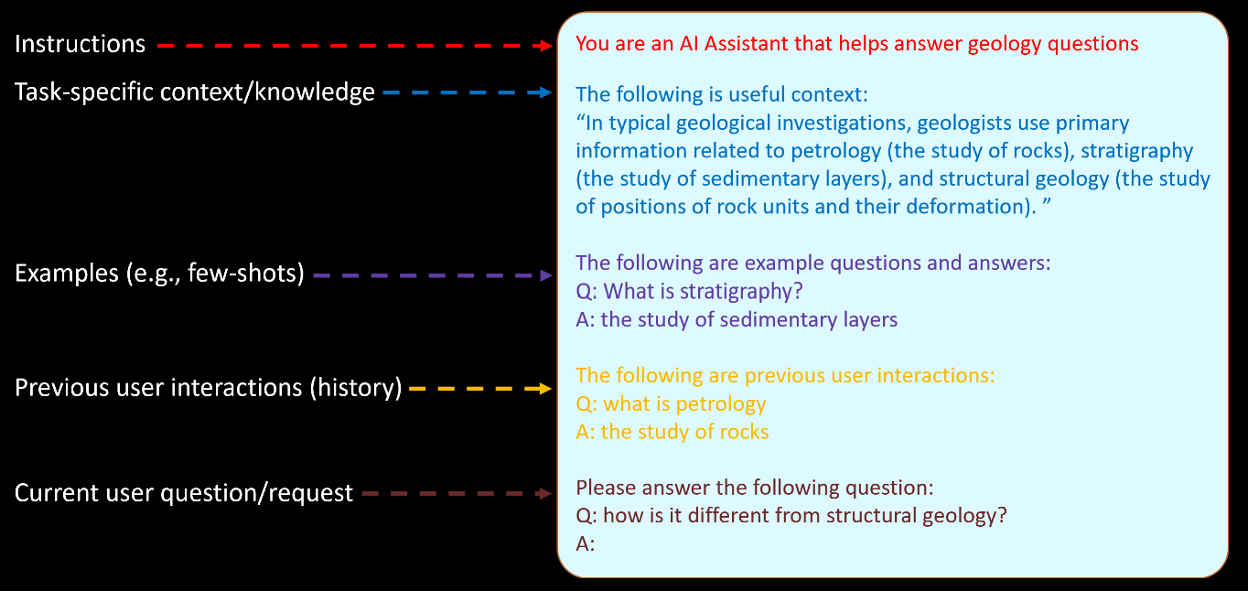 Instructions
You are an AI Assistant that helps answer geology questions
Task-specific context/knowledge
The following is useful context:
“In typical geological investigations, geologists use primary
information related to petrology (the study of rocks), stratigraphy
(the study of sedimentary layers), and structural geology (the study
of positions of rock units and their deformation). ”
Examples (e.g., few-shots)
The following are example questions and answers:
Q: What is stratigraphy?
A: the study of sedimentary layers
Previous user interactions (history)
The following are previous user interactions:
Q: what is petrology
A: the study of rocks
Current user question/request
Please answer the following question:
Q: how is it different from structural geology?
A: